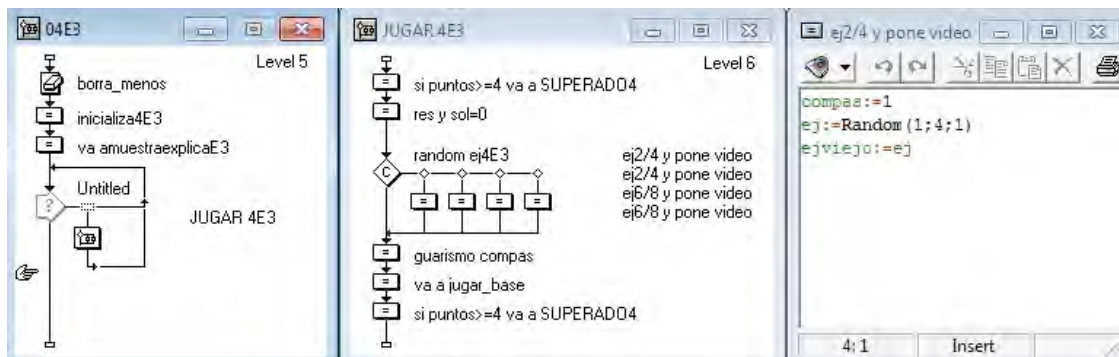 04E3
Level 5
borra_menos
inicializa4E3
va amuestraexplicaE3
Untitled
?
JUGAR 4E3
JUGAR 4E3
Level 6
si puntos>=4 va a SUPERADO4
res y sol=0
random ej4E3
C
ej2/4 y pone video
ej2/4 y pone video
ej6/8 y pone video
ej6/8 y pone video
guarismo compas
va a jugar_base
si puntos>=4 va a SUPERADO4
ej2/4 y pone video
compas:=1
ej:=Random(1;4;1)
ejviejo:=ej
4: 1
Insert